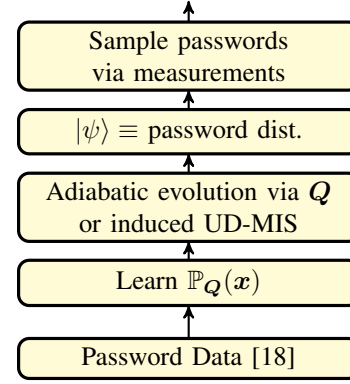 Sample passwords
via measurements
|ψ⟩ ≡ password dist.
Adiabatic evolution via Q
or induced UD-MIS
Learn ℙ_Q(x)
Password Data [18]